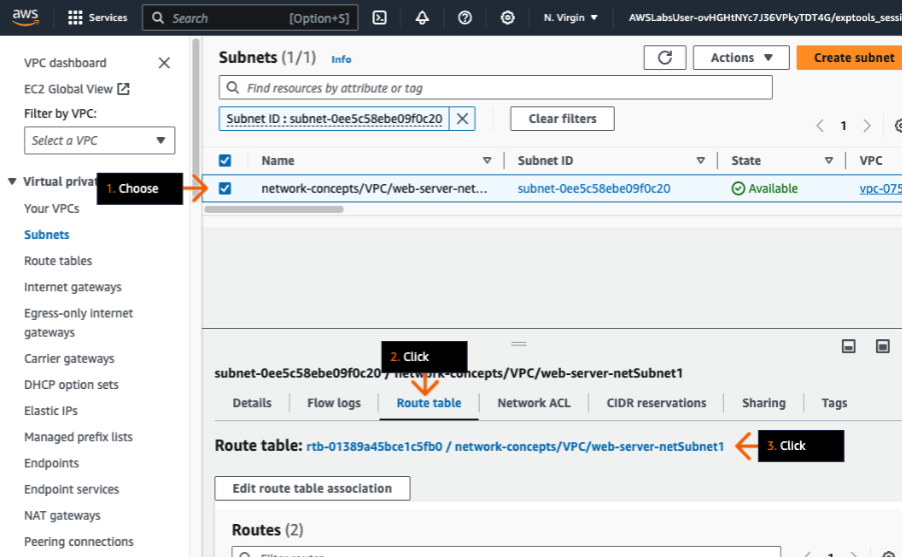 aws
Services
Search
[Option+S]
N. Virgin
AWSLabsUser-ovHGHtNYc7J36VPkyTDT4G/exptools_sessi
VPC dashboard
EC2 Global View
Filter by VPC:
Select a VPC
Virtual privat
Your VPCs
Subnets
Route tables
Internet gateways
Egress-only internet
gateways
Carrier gateways
DHCP option sets
Elastic IPs
Managed prefix lists
Endpoints
Endpoint services
NAT gateways
Peering connections
1. Choose
Subnets (1/1) Info
Actions
Create subnet
Find resources by attribute or tag
Subnet ID : subnet-0ee5c58ebe09f0c20
Clear filters
1
Name
Subnet ID
State
VPC
network-concepts/VPC/web-server-net...
subnet-0ee5c58ebe09f0c20
Available
vpc-075
2. Click
subnet-0ee5c58ebe09f0c20 / network-concepts/VPC/web-server-netSubnet1
Details
Flow logs
Route table
Network ACL
CIDR reservations
Sharing
Tags
Route table: rtb-01389a45bce1c5fb0 / network-concepts/VPC/web-server-netSubnet1
3. Click
Edit route table association
Routes (2)
Filter routes
1